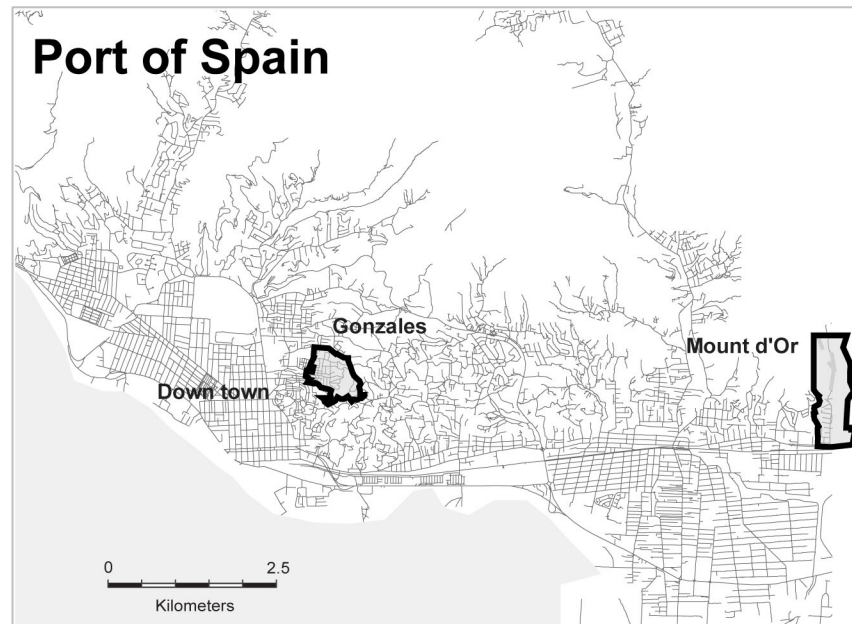 Port of Spain
Gonzales
Mount d'Or
Down town
0 2.5
Kilometers